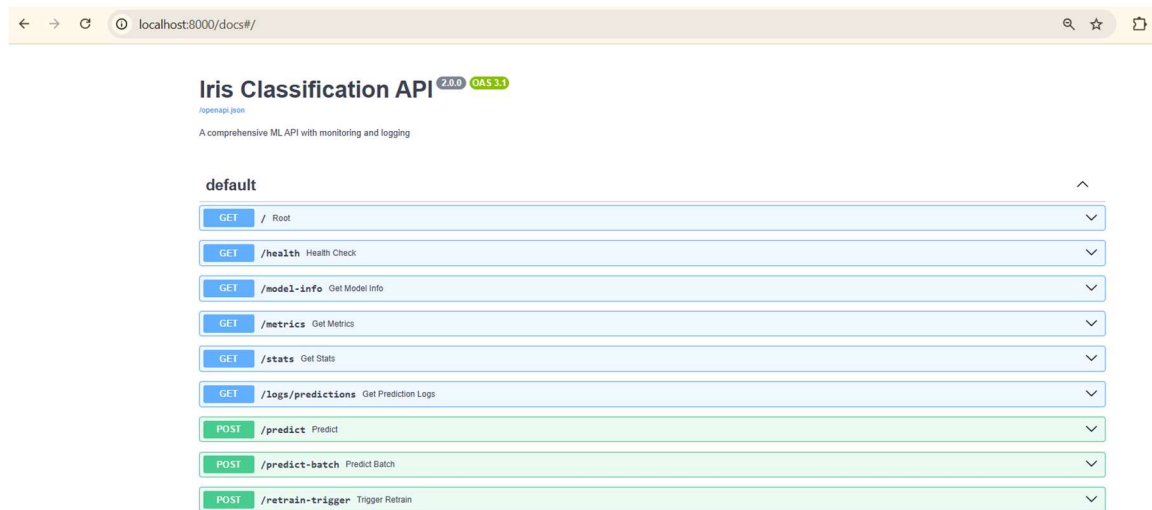 localhost:8000/docs#/
Iris Classification API 2.0.0 OAS 3.1
/openapi.json
A comprehensive ML API with monitoring and logging
default
GET / Root
GET /health Health Check
GET /model-info Get Model Info
GET /metrics Get Metrics
GET /stats Get Stats
GET /logs/predictions Get Prediction Logs
POST /predict Predict
POST /predict-batch Predict Batch
POST /retrain-trigger Trigger Retrain